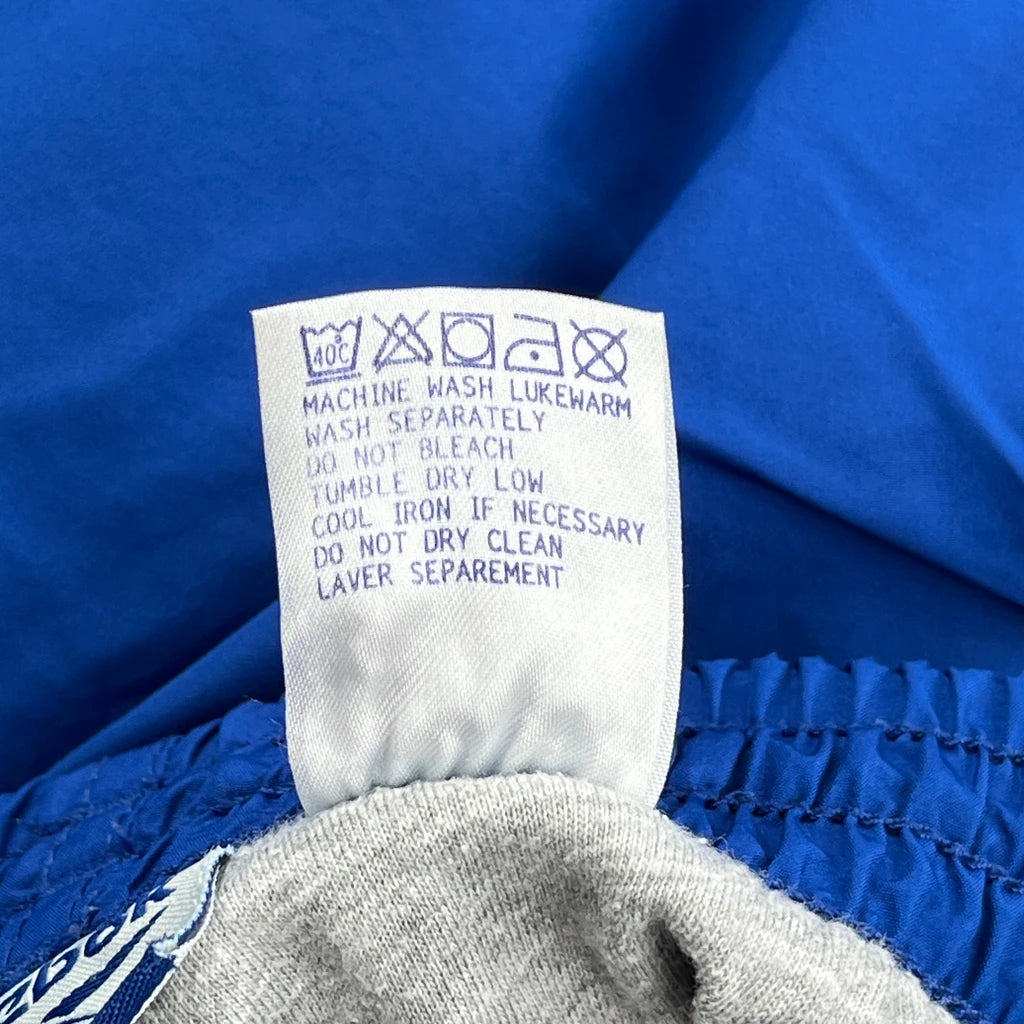 40C
MACHINE WASH LUKEWARM
WASH SEPARATELY
DO NOT BLEACH
TUMBLE DRY LOW
COOL IRON IF NECESSARY
DO NOT DRY CLEAN
LAVER SEPAREMENT